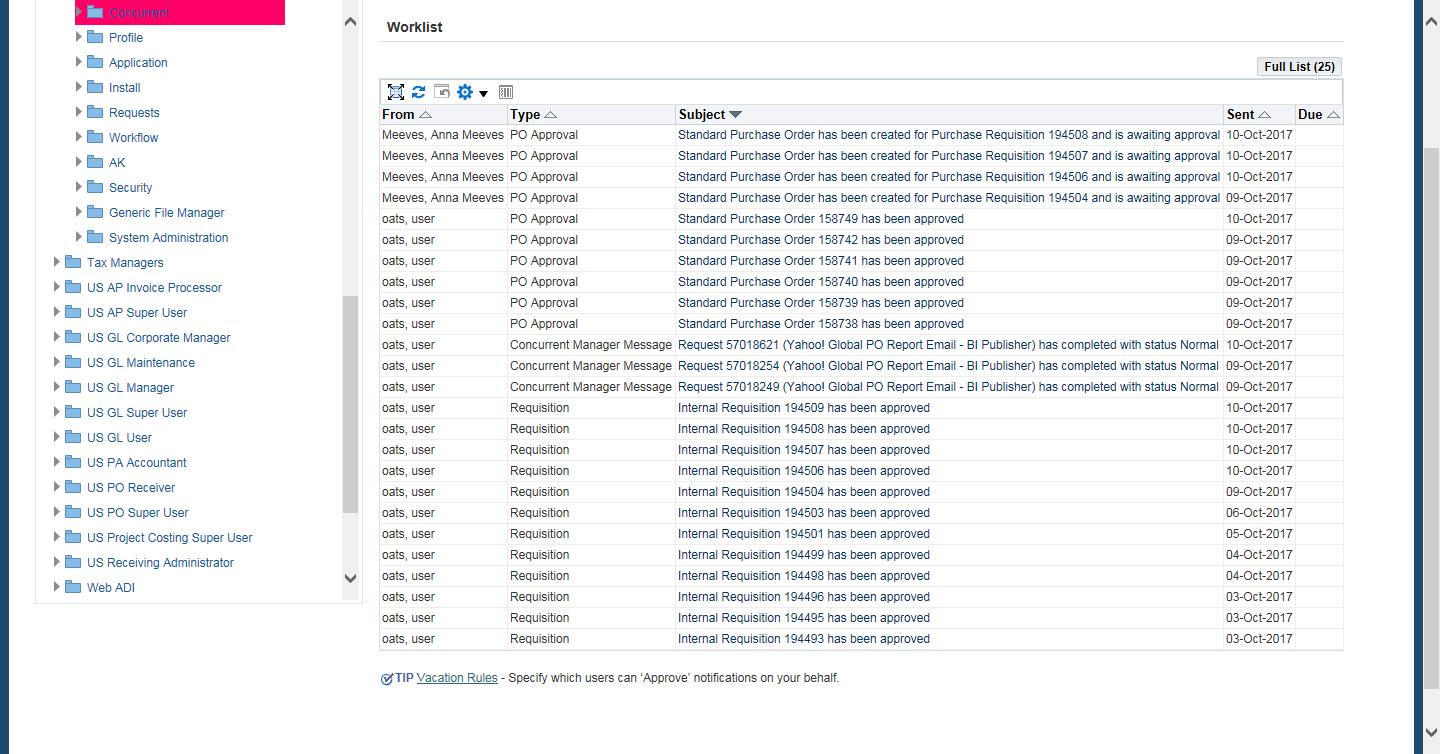 Concurrent
Profile
Application
Install
Requests
Workflow
AK
Security
Generic File Manager
System Administration
Tax Managers
US AP Invoice Processor
US AP Super User
US GL Corporate Manager
US GL Maintenance
US GL Manager
US GL Super User
US GL User
US PA Accountant
US PO Receiver
US PO Super User
US Project Costing Super User
US Receiving Administrator
Web ADI
Worklist
Full List (25)
From Type Subject Sent Due
Meeves, Anna Meeves PO Approval Standard Purchase Order has been created for Purchase Requisition 194508 and is awaiting approval 10-Oct-2017
Meeves, Anna Meeves PO Approval Standard Purchase Order has been created for Purchase Requisition 194507 and is awaiting approval 10-Oct-2017
Meeves, Anna Meeves PO Approval Standard Purchase Order has been created for Purchase Requisition 194506 and is awaiting approval 10-Oct-2017
Meeves, Anna Meeves PO Approval Standard Purchase Order has been created for Purchase Requisition 194504 and is awaiting approval 09-Oct-2017
oats, user PO Approval Standard Purchase Order 158749 has been approved 10-Oct-2017
oats, user PO Approval Standard Purchase Order 158742 has been approved 09-Oct-2017
oats, user PO Approval Standard Purchase Order 158741 has been approved 09-Oct-2017
oats, user PO Approval Standard Purchase Order 158740 has been approved 09-Oct-2017
oats, user PO Approval Standard Purchase Order 158739 has been approved 09-Oct-2017
oats, user PO Approval Standard Purchase Order 158738 has been approved 09-Oct-2017
oats, user Concurrent Manager Message Request 57018621 (Yahoo! Global PO Report Email - BI Publisher) has completed with status Normal 10-Oct-2017
oats, user Concurrent Manager Message Request 57018254 (Yahoo! Global PO Report Email - BI Publisher) has completed with status Normal 09-Oct-2017
oats, user Concurrent Manager Message Request 57018249 (Yahoo! Global PO Report Email - BI Publisher) has completed with status Normal 09-Oct-2017
oats, user Requisition Internal Requisition 194509 has been approved 10-Oct-2017
oats, user Requisition Internal Requisition 194508 has been approved 10-Oct-2017
oats, user Requisition Internal Requisition 194507 has been approved 10-Oct-2017
oats, user Requisition Internal Requisition 194506 has been approved 10-Oct-2017
oats, user Requisition Internal Requisition 194504 has been approved 09-Oct-2017
oats, user Requisition Internal Requisition 194503 has been approved 06-Oct-2017
oats, user Requisition Internal Requisition 194501 has been approved 05-Oct-2017
oats, user Requisition Internal Requisition 194499 has been approved 04-Oct-2017
oats, user Requisition Internal Requisition 194498 has been approved 04-Oct-2017
oats, user Requisition Internal Requisition 194496 has been approved 03-Oct-2017
oats, user Requisition Internal Requisition 194495 has been approved 03-Oct-2017
oats, user Requisition Internal Requisition 194493 has been approved 03-Oct-2017
TIP Vacation Rules - Specify which users can ‘Approve’ notifications on your behalf.